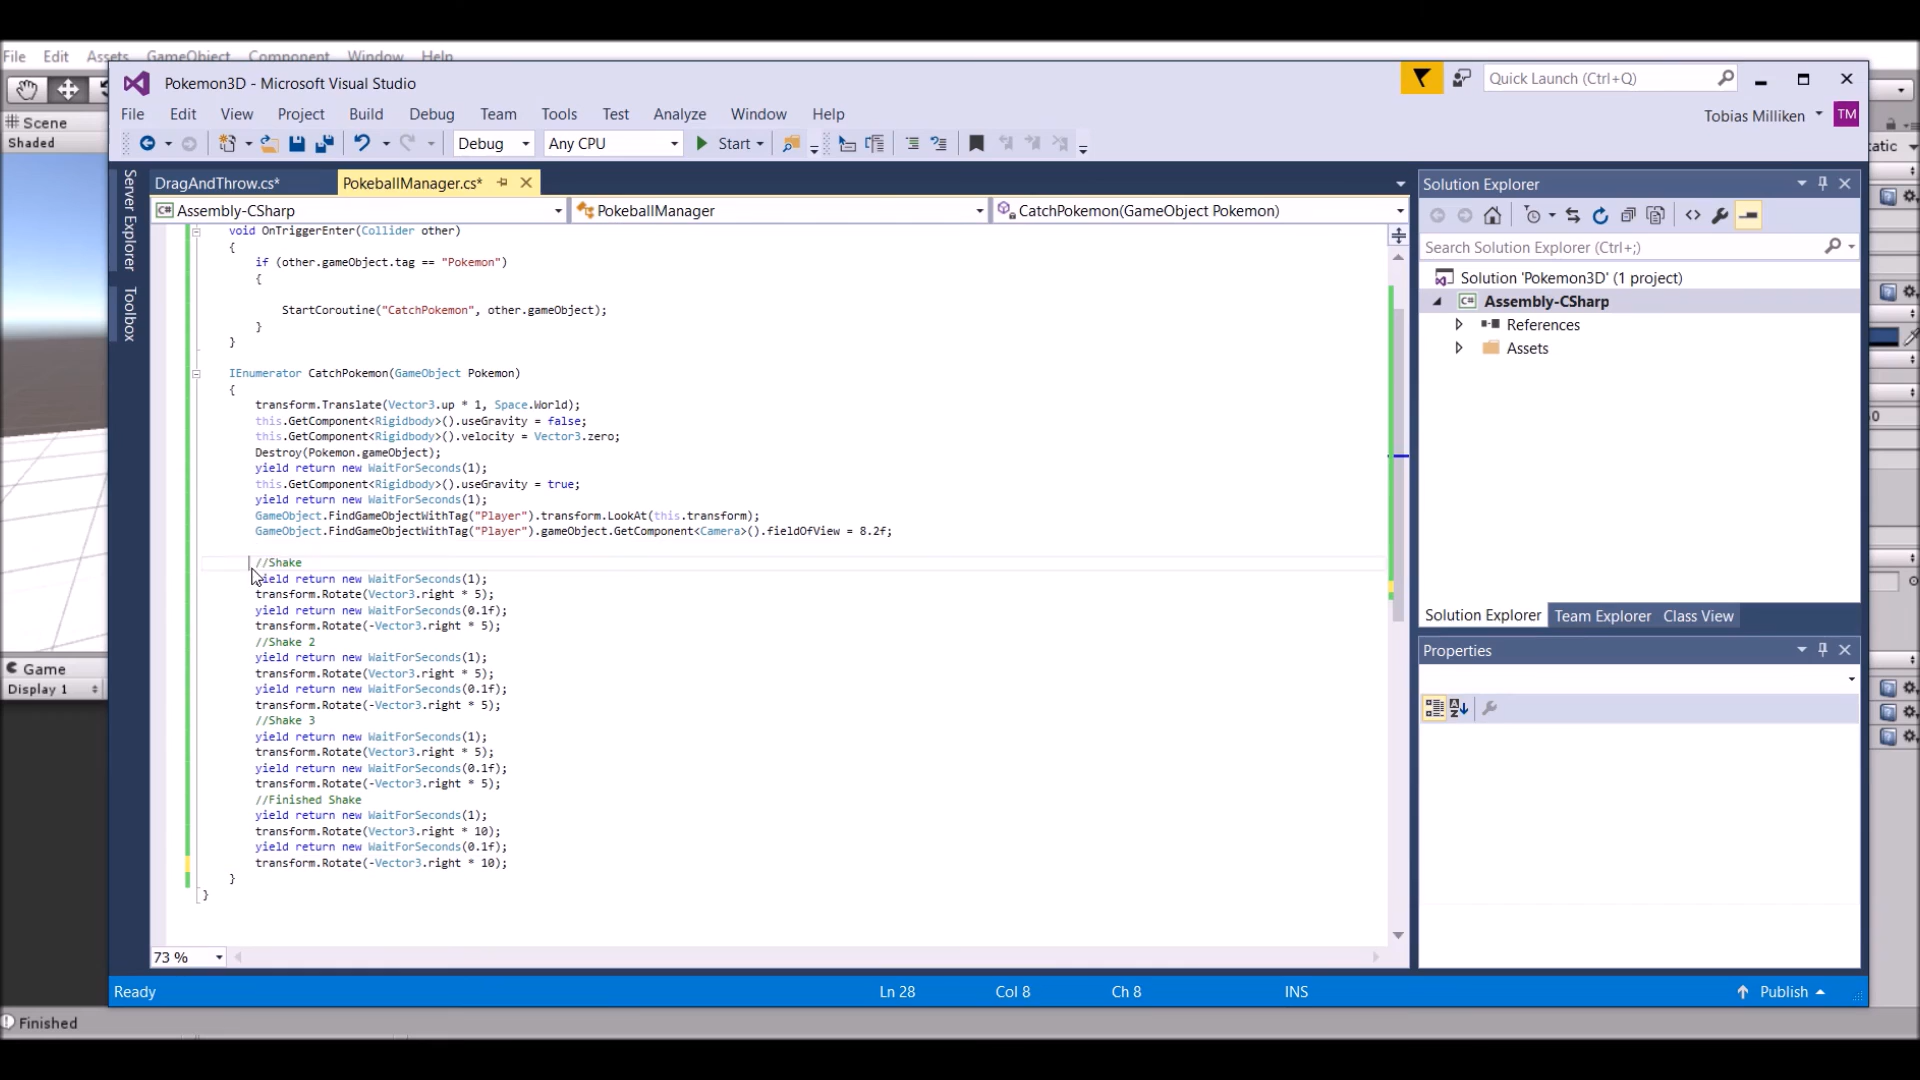 File Edit Assets GameObject Component Window Help
Pokemon3D - Microsoft Visual Studio
Quick Launch (Ctrl+Q)
File Edit View Project Build Debug Team Tools Test Analyze Window Help
Tobias Milliken TM
Debug Any CPU Start
Scene
Shaded
Server Explorer
Toolbox
DragAndThrow.cs* PokeballManager.cs*
Assembly-CSharp PokeballManager CatchPokemon(GameObject Pokemon)
void OnTriggerEnter(Collider other)
{
if (other.gameObject.tag == "Pokemon")
{
StartCoroutine("CatchPokemon", other.gameObject);
}
}
IEnumerator CatchPokemon(GameObject Pokemon)
{
transform.Translate(Vector3.up * 1, Space.World);
this.GetComponent<Rigidbody>().useGravity = false;
this.GetComponent<Rigidbody>().velocity = Vector3.zero;
Destroy(Pokemon.gameObject);
yield return new WaitForSeconds(1);
this.GetComponent<Rigidbody>().useGravity = true;
yield return new WaitForSeconds(1);
GameObject.FindGameObjectWithTag("Player").transform.LookAt(this.transform);
GameObject.FindGameObjectWithTag("Player").gameObject.GetComponent<Camera>().fieldOfView = 8.2f;
//Shake
yield return new WaitForSeconds(1);
transform.Rotate(Vector3.right * 5);
yield return new WaitForSeconds(0.1f);
transform.Rotate(-Vector3.right * 5);
//Shake 2
yield return new WaitForSeconds(1);
transform.Rotate(Vector3.right * 5);
yield return new WaitForSeconds(0.1f);
transform.Rotate(-Vector3.right * 5);
//Shake 3
yield return new WaitForSeconds(1);
transform.Rotate(Vector3.right * 5);
yield return new WaitForSeconds(0.1f);
transform.Rotate(-Vector3.right * 5);
//Finished Shake
yield return new WaitForSeconds(1);
transform.Rotate(Vector3.right * 10);
yield return new WaitForSeconds(0.1f);
transform.Rotate(-Vector3.right * 10);
}
}
73 %
Solution Explorer
Search Solution Explorer (Ctrl+;)
Solution 'Pokemon3D' (1 project)
C# Assembly-CSharp
References
Assets
Solution Explorer Team Explorer Class View
Properties
Game
Display 1
Ready Ln 28 Col 8 Ch 8 INS Publish
Finished